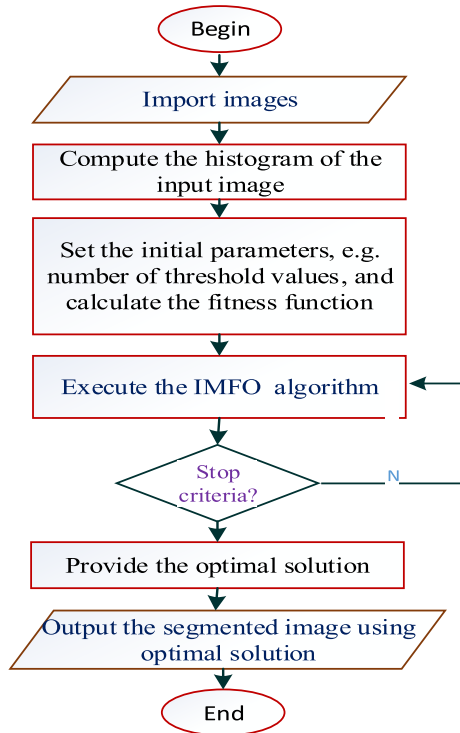 Begin
Import images
Compute the histogram of the
input image
Set the initial parameters, e.g.
number of threshold values, and
calculate the fitness function
Execute the IMFO algorithm
Stop
criteria?
N
Provide the optimal solution
Output the segmented image using
optimal solution
End